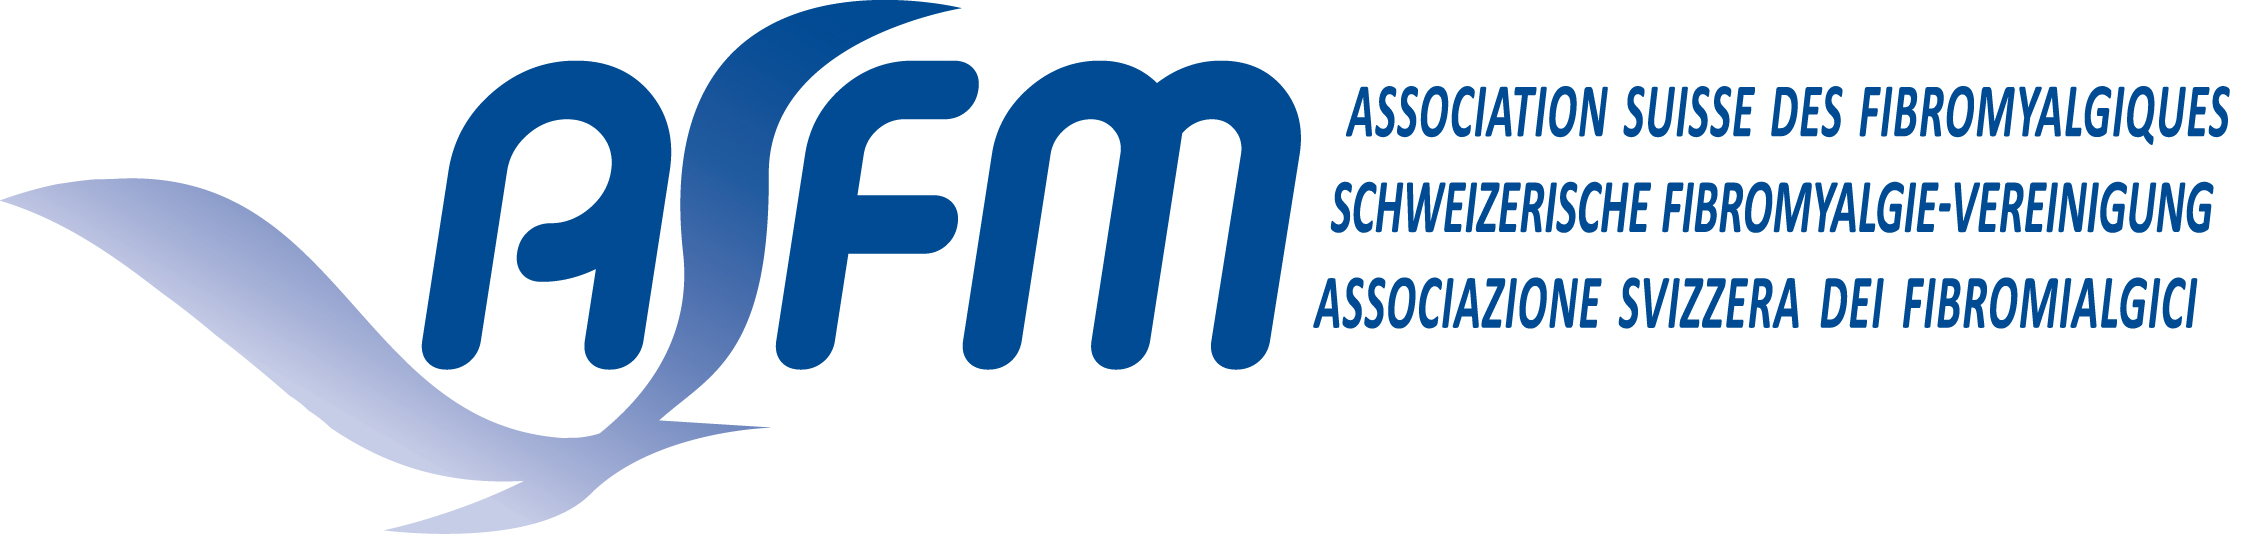 ASFM
ASSOCIATION SUISSE DES FIBROMYALGIQUES
SCHWEIZERISCHE FIBROMYALGIE-VEREINIGUNG
ASSOCIAZIONE SVIZZERA DEI FIBROMIALGICI